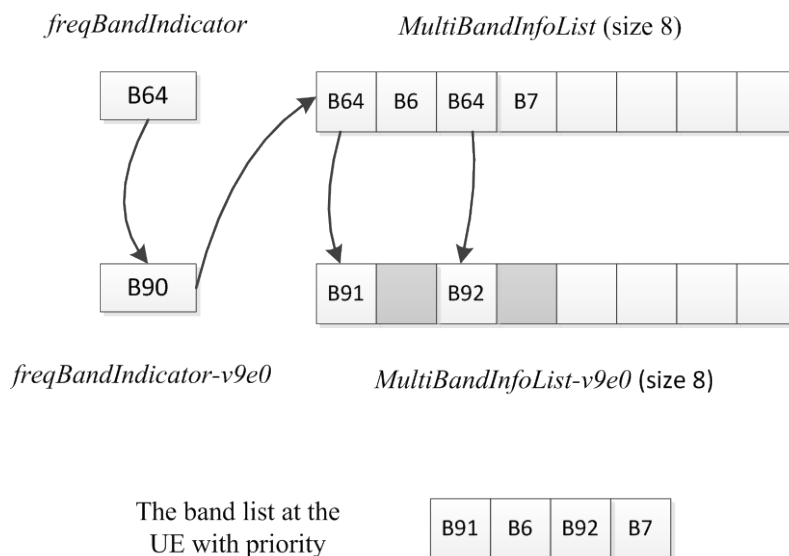 freqBandIndicator
MultiBandInfoList (size 8)
B64
B64 B6 B64 B7
B90
B91 B92
freqBandIndicator-v9e0
MultiBandInfoList-v9e0 (size 8)
The band list at the
UE with priority
B91 B6 B92 B7